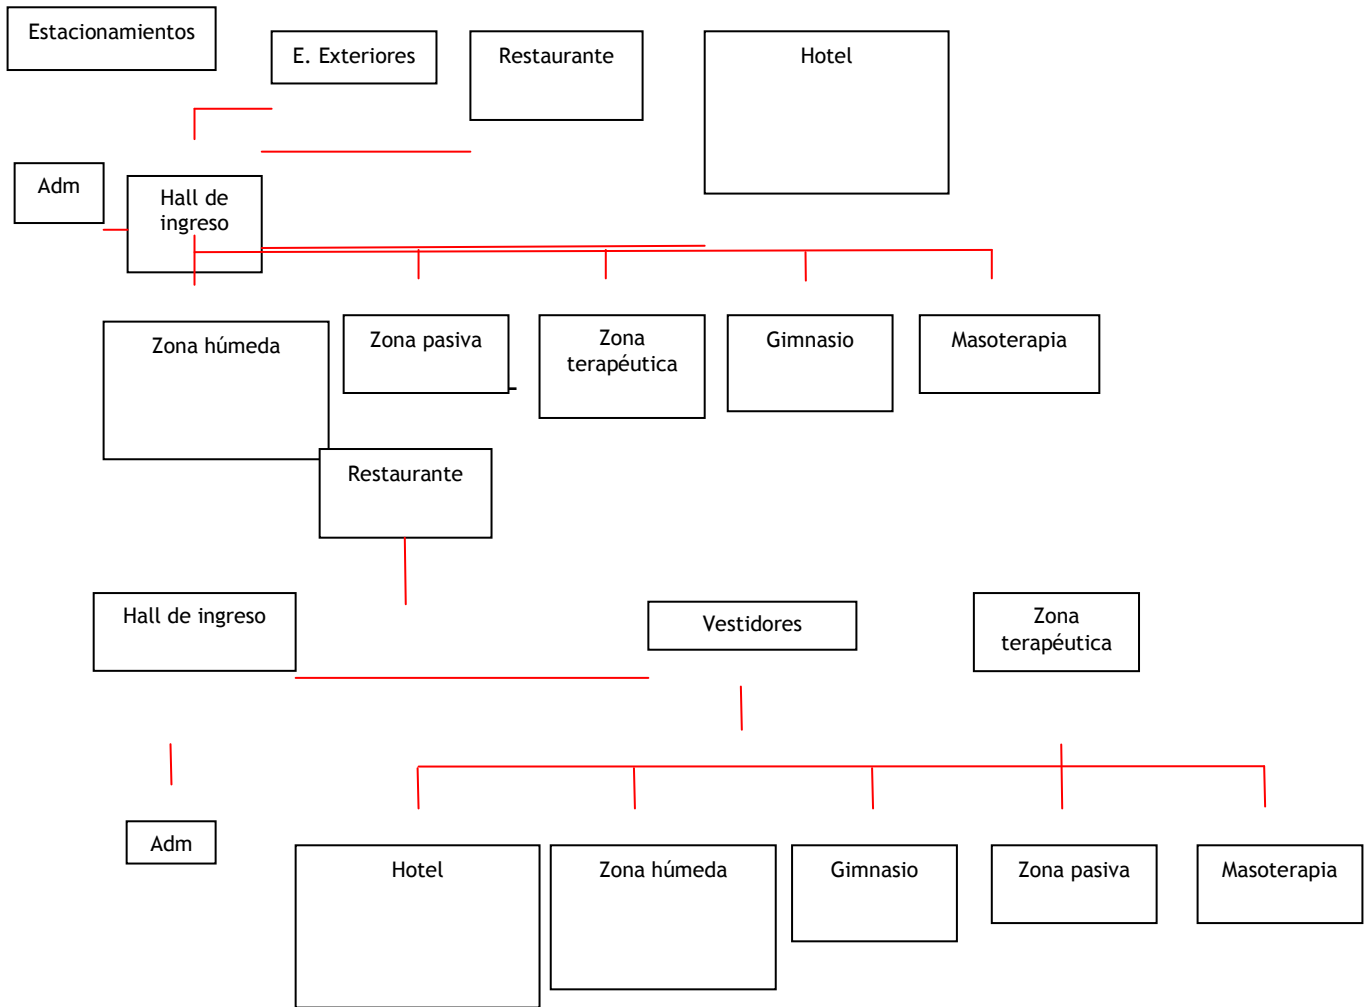 Estacionamientos
E. Exteriores
Restaurante
Hotel
Adm
Hall de
ingreso
Zona húmeda
Zona pasiva
Zona
terapéutica
Gimnasio
Masoterapia
Restaurante
Hall de ingreso
Vestidores
Zona
terapéutica
Adm
Hotel
Zona húmeda
Gimnasio
Zona pasiva
Masoterapia